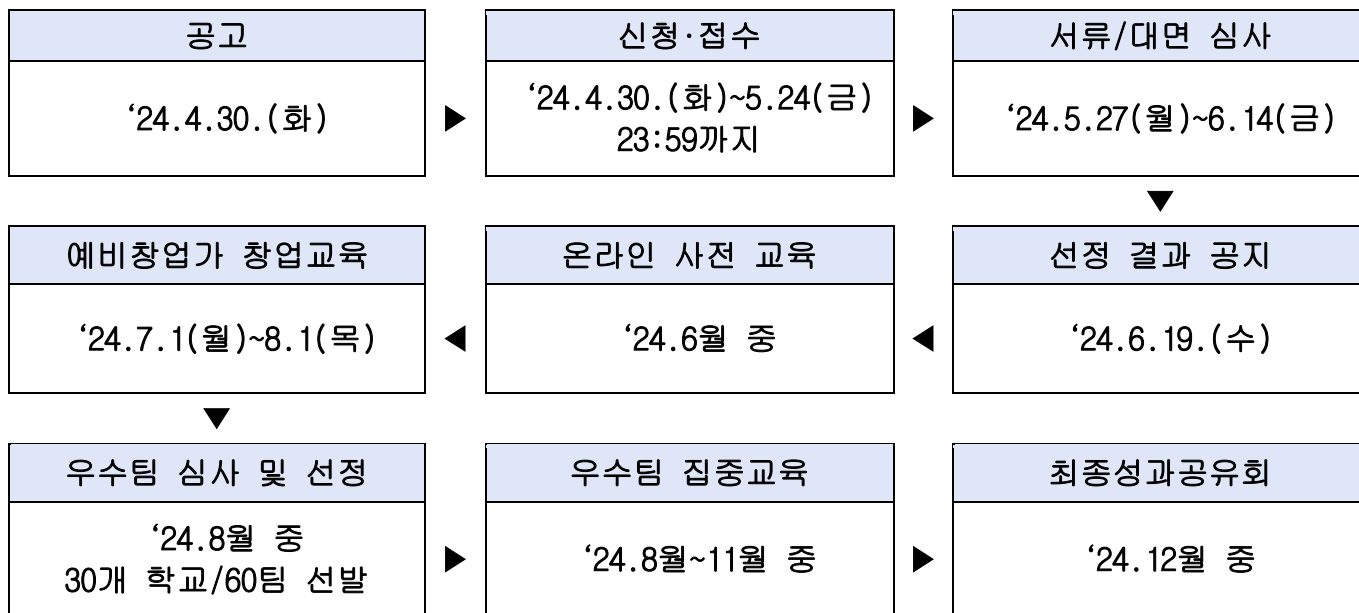 공고
‘24.4.30.(화)
신청·접수
‘24.4.30.(화)~5.24(금)
23:59까지
서류/대면 심사
‘24.5.27(월)~6.14(금)
선정 결과 공지
‘24.6.19.(수)
온라인 사전 교육
‘24.6월 중
예비창업가 창업교육
‘24.7.1(월)~8.1(목)
우수팀 심사 및 선정
‘24.8월 중
30개 학교/60팀 선발
우수팀 집중교육
‘24.8월~11월 중
최종성과공유회
‘24.12월 중